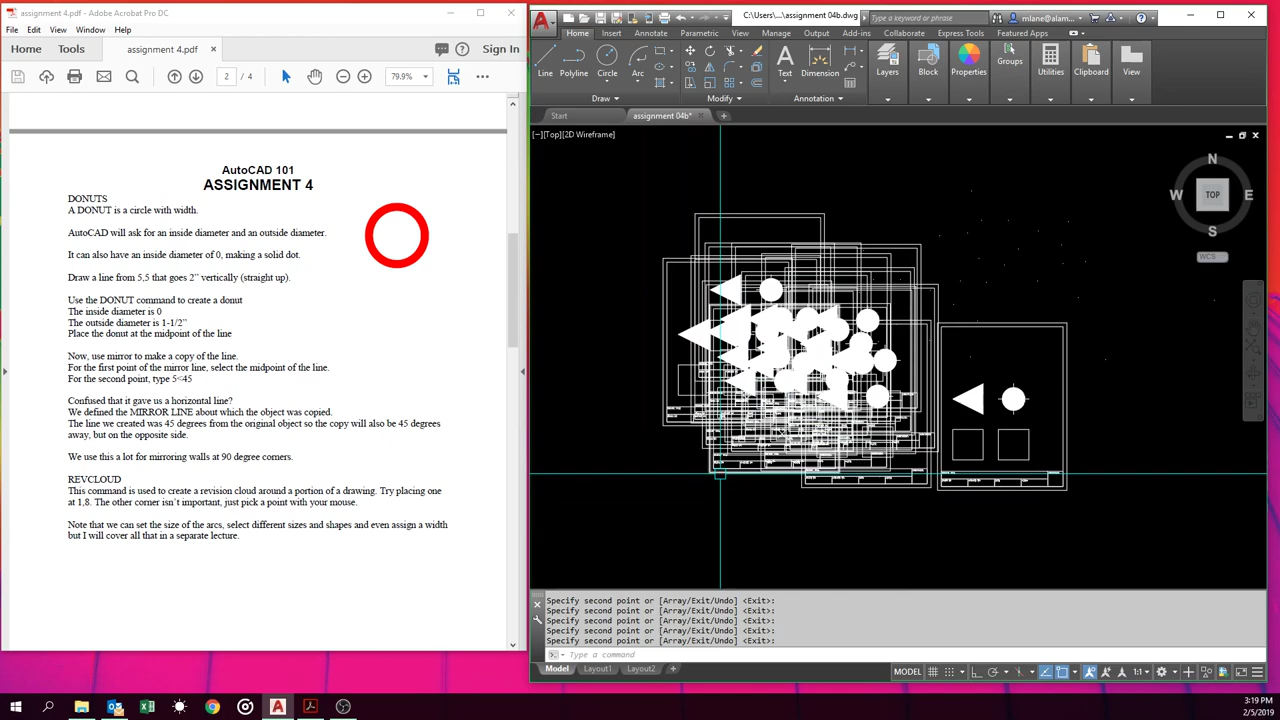 assignment 4.pdf - Adobe Acrobat Pro DC
File Edit View Window Help
Home Tools assignment 4.pdf × Sign In
2 / 4 79.9%
AutoCAD 101
ASSIGNMENT 4
DONUTS
A DONUT is a circle with width.
AutoCAD will ask for an inside diameter and an outside diameter.
It can also have an inside diameter of 0, making a solid dot.
Draw a line from 5,5 that goes 2” vertically (straight up).
Use the DONUT command to create a donut
The inside diameter is 0
The outside diameter is 1-1/2”
Place the donut at the midpoint of the line
Now, use mirror to make a copy of the line.
For the first point of the mirror line, select the midpoint of the line.
For the second point, type 5<45
Confused that it gave us a horizontal line?
We defined the MIRROR LINE about which the object was copied.
The line we created was 45 degrees from the original object so the copy will also be 45 degrees
away, but on the opposite side.
We use this a lot for mirroring walls at 90 degree corners.
REVCLOUD
This command is used to create a revision cloud around a portion of a drawing. Try placing one
at 1,8. The other corner isn’t important, just pick a point with your mouse.
Note that we can set the size of the arcs, select different sizes and shapes and even assign a width
but I will cover all that in a separate lecture.
C:\Users\...\assignment 04b.dwg Type a keyword or phrase mlane@alam...
Home Insert Annotate Parametric View Manage Output Add-ins Collaborate Express Tools Featured Apps
Line Polyline Circle Arc Text Dimension Layers Block Properties Groups Utilities Clipboard View
Draw Modify Annotation
Start assignment 04b*
[−][Top][2D Wireframe]
N
W TOP E
S
WCS
Specify second point or [Array/Exit/Undo] <Exit>:
Specify second point or [Array/Exit/Undo] <Exit>:
Specify second point or [Array/Exit/Undo] <Exit>:
Specify second point or [Array/Exit/Undo] <Exit>:
Specify second point or [Array/Exit/Undo] <Exit>:
Type a command
Model Layout1 Layout2 + MODEL 1:1
3:19 PM
2/5/2019